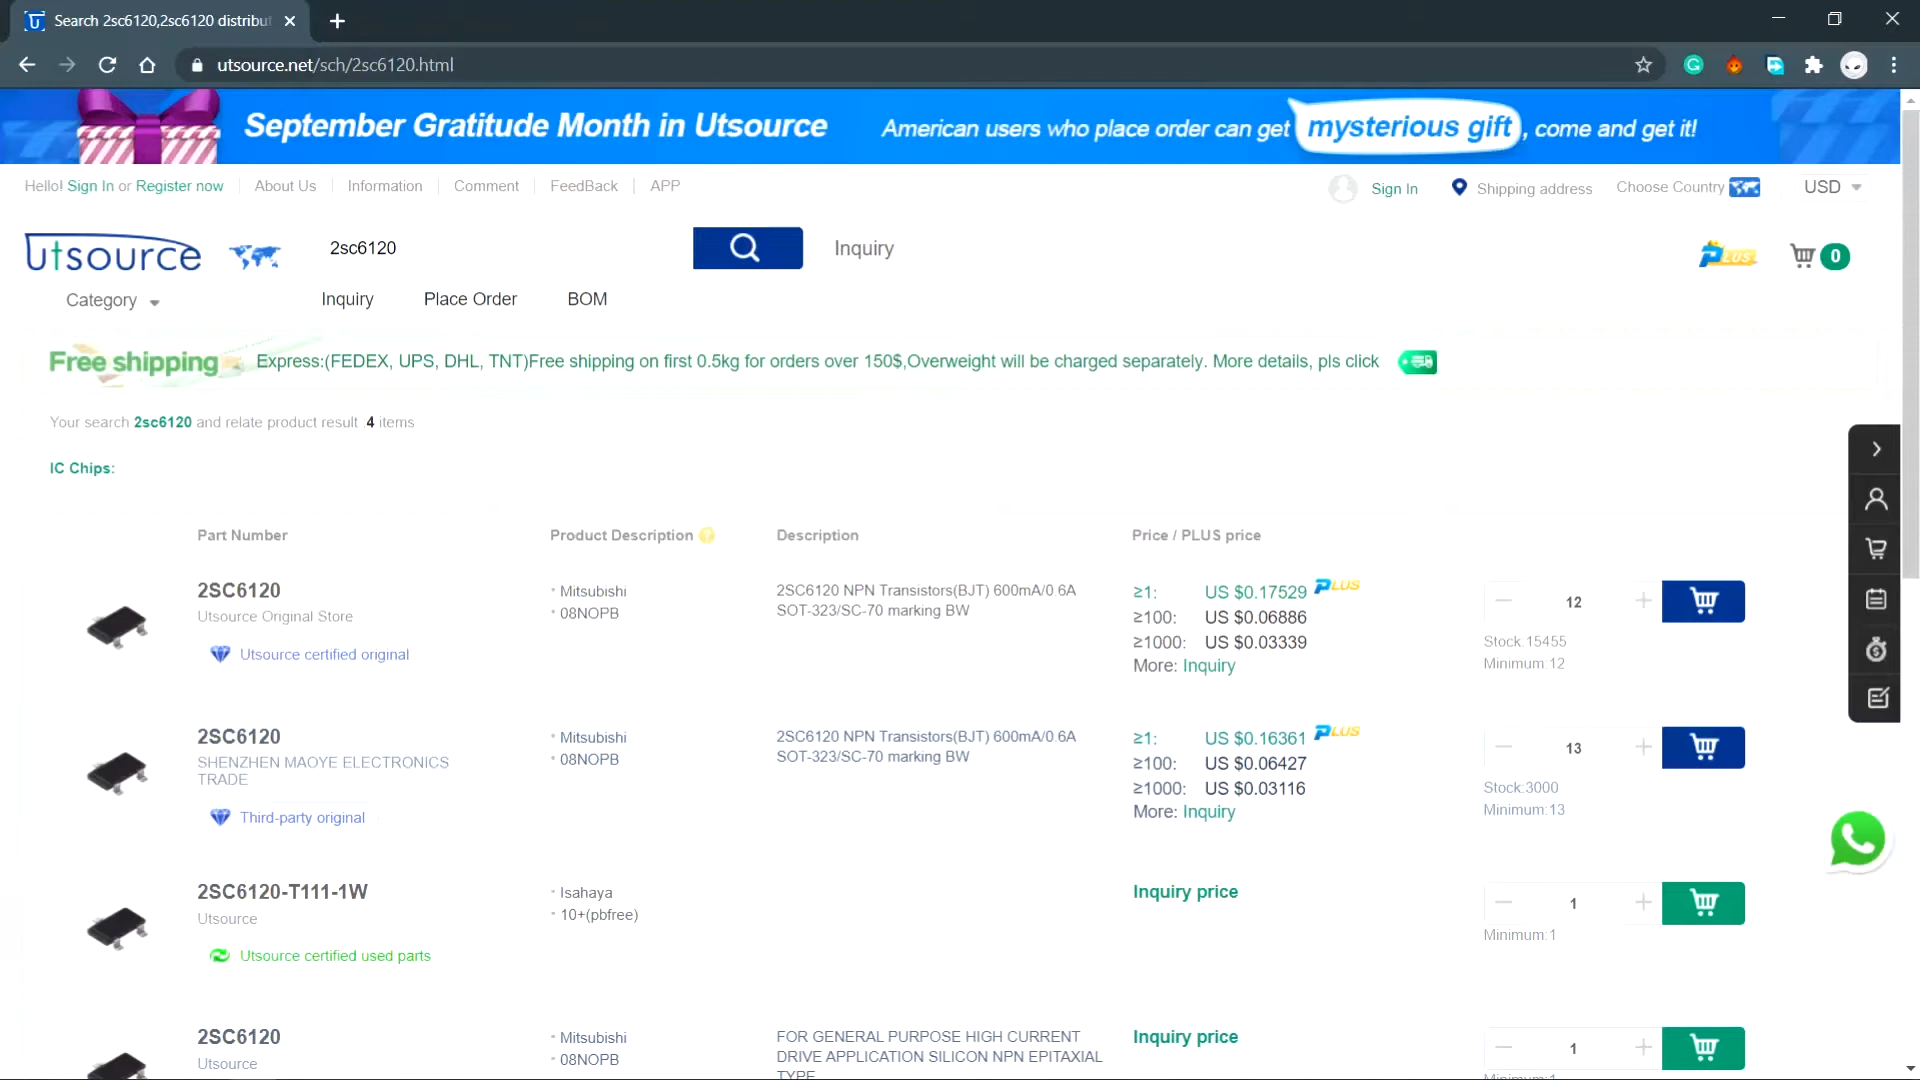 Search 2sc6120,2sc6120 distribut
utsource.net/sch/2sc6120.html
September Gratitude Month in Utsource
American users who place order can get mysterious gift, come and get it!
Hello! Sign In or Register now
About Us
Information
Comment
FeedBack
APP
Sign In
Shipping address
Choose Country
USD
utsource
2sc6120
Inquiry
PLUS
0
Category
Inquiry
Place Order
BOM
Free shipping
Express:(FEDEX, UPS, DHL, TNT)Free shipping on first 0.5kg for orders over 150$,Overweight will be charged separately. More details, pls click
Your search 2sc6120 and relate product result .4 items
IC Chips:
Part Number
Product Description
Description
Price / PLUS price
2SC6120
Utsource Original Store
Utsource certified original
Mitsubishi
08NOPB
2SC6120 NPN Transistors(BJT) 600mA/0.6A
SOT-323/SC-70 marking BW
≥1: US $0.17529 PLUS
≥100: US $0.06886
≥1000: US $0.03339
More: Inquiry
12
Stock:15455
Minimum:12
2SC6120
SHENZHEN MAOYE ELECTRONICS
TRADE
Third-party original
Mitsubishi
08NOPB
2SC6120 NPN Transistors(BJT) 600mA/0.6A
SOT-323/SC-70 marking BW
≥1: US $0.16361 PLUS
≥100: US $0.06427
≥1000: US $0.03116
More: Inquiry
13
Stock:3000
Minimum:13
2SC6120-T111-1W
Utsource
Utsource certified used parts
Isahaya
10+(pbfree)
Inquiry price
1
Minimum:1
2SC6120
Utsource
Mitsubishi
08NOPB
FOR GENERAL PURPOSE HIGH CURRENT
DRIVE APPLICATION SILICON NPN EPITAXIAL
TYPE
Inquiry price
1
Minimum:1